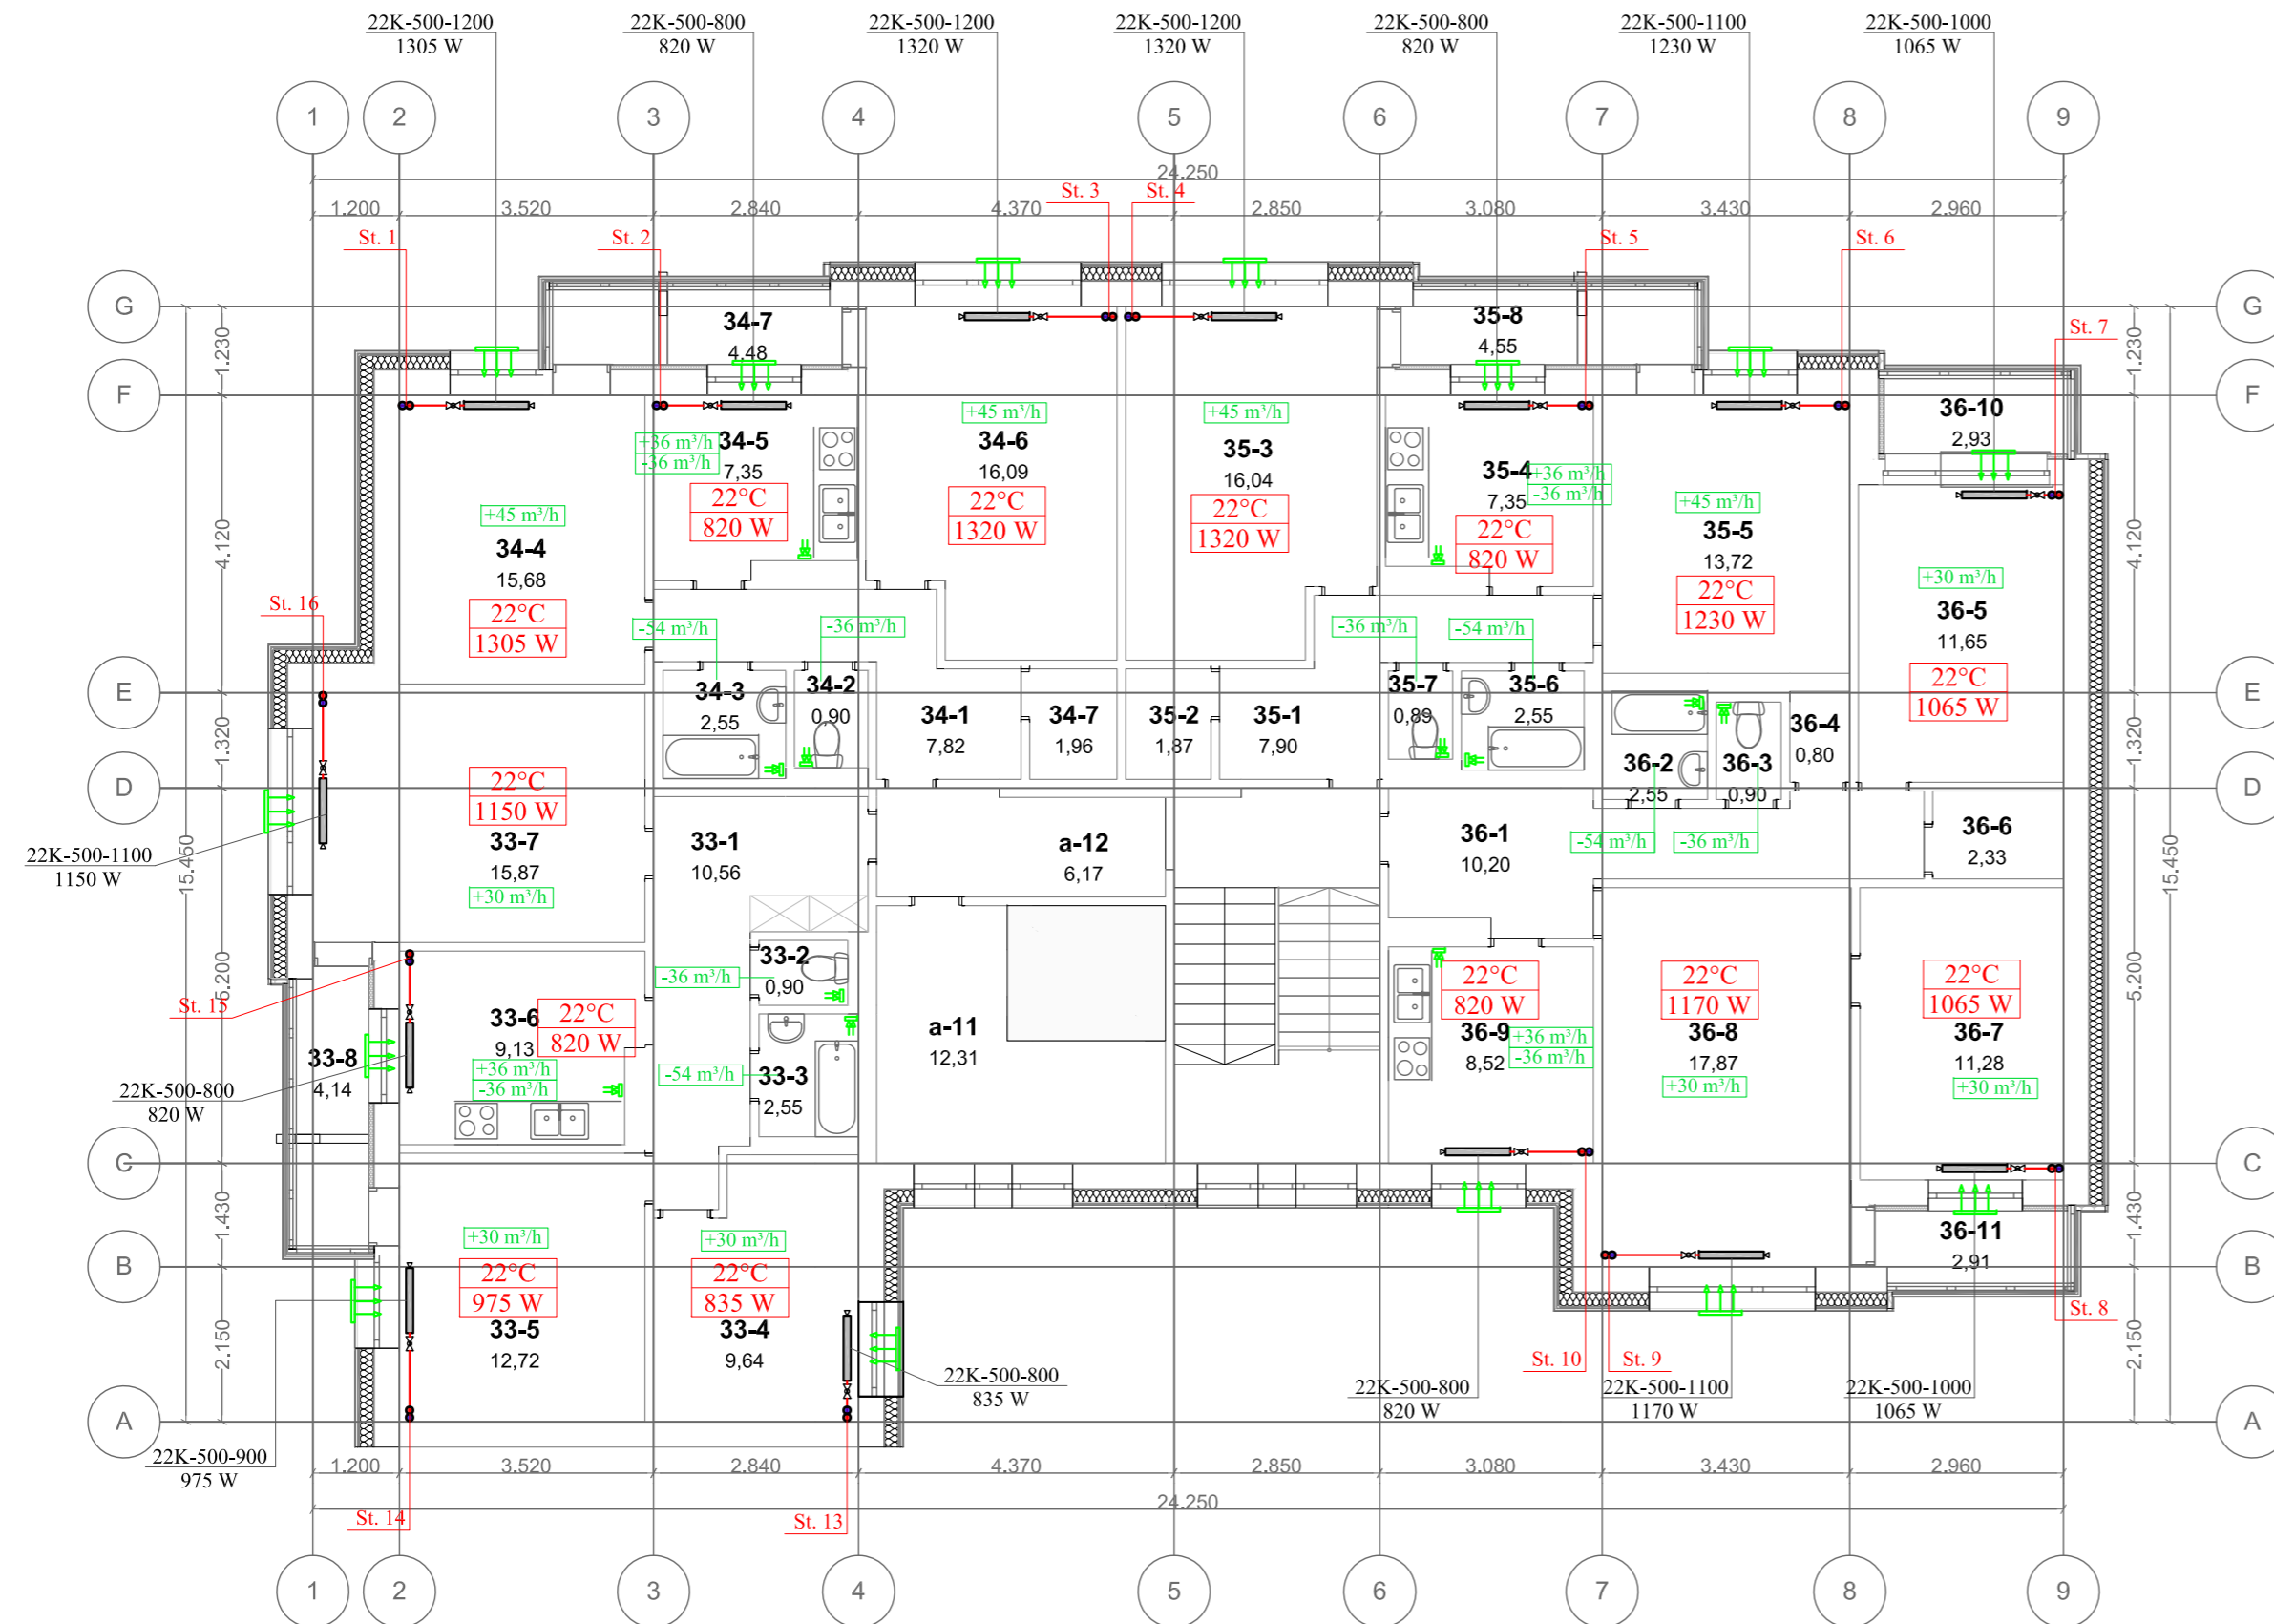 22K-500-1200
1305 W
22K-500-800
820 W
22K-500-1200
1320 W
22K-500-1200
1320 W
22K-500-800
820 W
22K-500-1100
1230 W
22K-500-1000
1065 W
1
2
3
4
5
6
7
8
9
24.250
1.200
3.520
2.840
4.370
2.850
3.080
3.430
2.960
St. 1
St. 2
St. 3
St. 4
St. 5
St. 6
St. 7
G
G
1.230
1.230
F
F
34-7
4,48
35-8
4,55
36-10
2,93
+36 m³/h
-36 m³/h
34-5
7,35
22°C
820 W
+45 m³/h
34-6
16,09
22°C
1320 W
+45 m³/h
35-3
16,04
22°C
1320 W
35-4
7,35
+36 m³/h
-36 m³/h
22°C
820 W
+45 m³/h
35-5
13,72
22°C
1230 W
+45 m³/h
34-4
15,68
22°C
1305 W
+30 m³/h
36-5
11,65
22°C
1065 W
4.120
4.120
St. 16
-54 m³/h
-36 m³/h
-36 m³/h
-54 m³/h
E
E
34-3
2,55
34-2
0,90
34-1
7,82
34-7
1,96
35-2
1,87
35-1
7,90
35-7
0,89
35-6
2,55
36-2
2,55
36-3
0,90
36-4
0,80
1.320
1.320
D
D
22°C
1150 W
33-7
15,87
+30 m³/h
33-1
10,56
a-12
6,17
36-1
10,20
-54 m³/h
-36 m³/h
36-6
2,33
22K-500-1100
1150 W
15.450
15.450
5.200
5.200
St. 15
33-2
0,90
-36 m³/h
33-6
9,13
22°C
820 W
+36 m³/h
-36 m³/h
33-8
4,14
22K-500-800
820 W
-54 m³/h
33-3
2,55
a-11
12,31
22°C
820 W
36-9
8,52
+36 m³/h
-36 m³/h
22°C
1170 W
36-8
17,87
+30 m³/h
22°C
1065 W
36-7
11,28
+30 m³/h
C
C
1.430
1.430
B
B
+30 m³/h
22°C
975 W
33-5
12,72
+30 m³/h
22°C
835 W
33-4
9,64
36-11
2,91
2.150
2.150
St. 8
St. 10
St. 9
22K-500-800
835 W
22K-500-800
820 W
22K-500-1100
1170 W
22K-500-1000
1065 W
A
A
22K-500-900
975 W
1.200
3.520
2.840
4.370
2.850
3.080
3.430
2.960
24.250
St. 14
St. 13
1
2
3
4
5
6
7
8
9